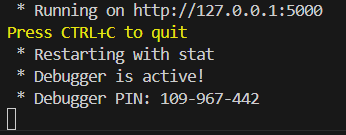 * Running on http://127.0.0.1:5000
Press CTRL+C to quit
* Restarting with stat
* Debugger is active!
* Debugger PIN: 109-967-442